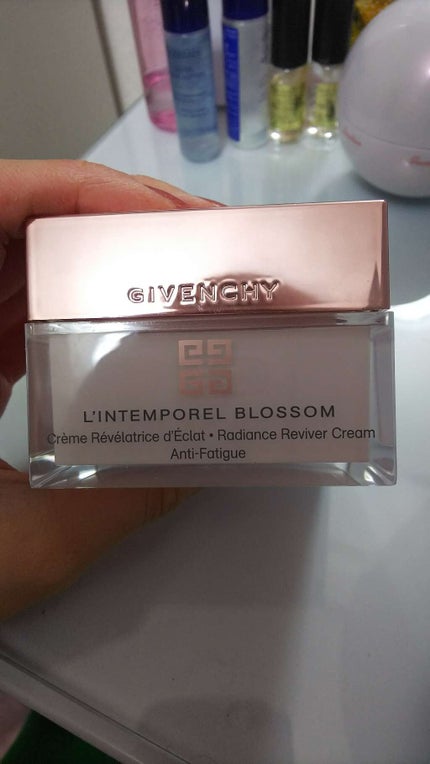 GIVENCHY
L'INTEMPOREL BLOSSOM
Crème Révélatrice d'Éclat • Radiance Reviver Cream
Anti-Fatigue